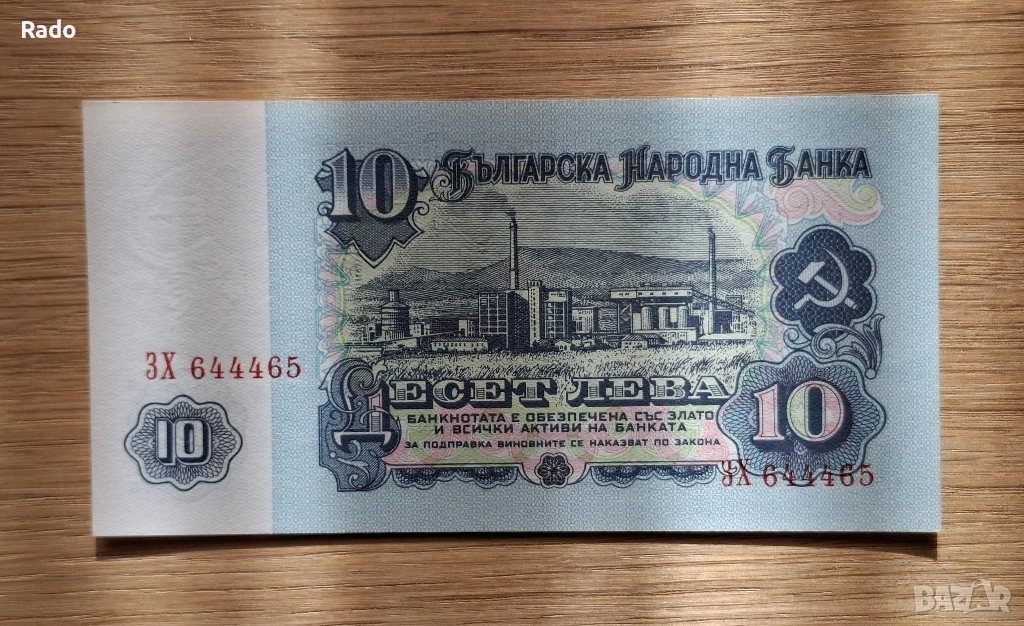 Rado
10 Българска Народна Банка
ЗХ 644465
10
ДЕСЕТ ЛЕВА
БАНКНОТАТА Е ОБЕЗПЕЧЕНА СЪС ЗЛАТО
И ВСИЧКИ АКТИВИ НА БАНКАТА
ЗА ПОДПРАВКА ВИНОВНИТЕ СЕ НАКАЗВАТ ПО ЗАКОНА
10
ЗХ 644465
BAZAR